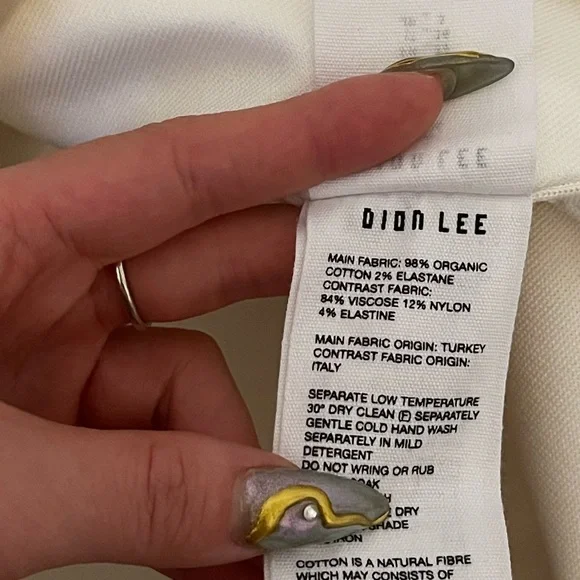 LEE
DION LEE
MAIN FABRIC: 98% ORGANIC
COTTON 2% ELASTANE
CONTRAST FABRIC:
84% VISCOSE 12% NYLON
4% ELASTINE
MAIN FABRIC ORIGIN: TURKEY
CONTRAST FABRIC ORIGIN:
ITALY
SEPARATE LOW TEMPERATURE
30° DRY CLEAN (F) SEPARATELY
GENTLE COLD HAND WASH
SEPARATELY IN MILD
DETERGENT
DO NOT WRING OR RUB
DRY
SHADE
COTTON IS A NATURAL FIBRE
WHICH MAY CONSISTS OF